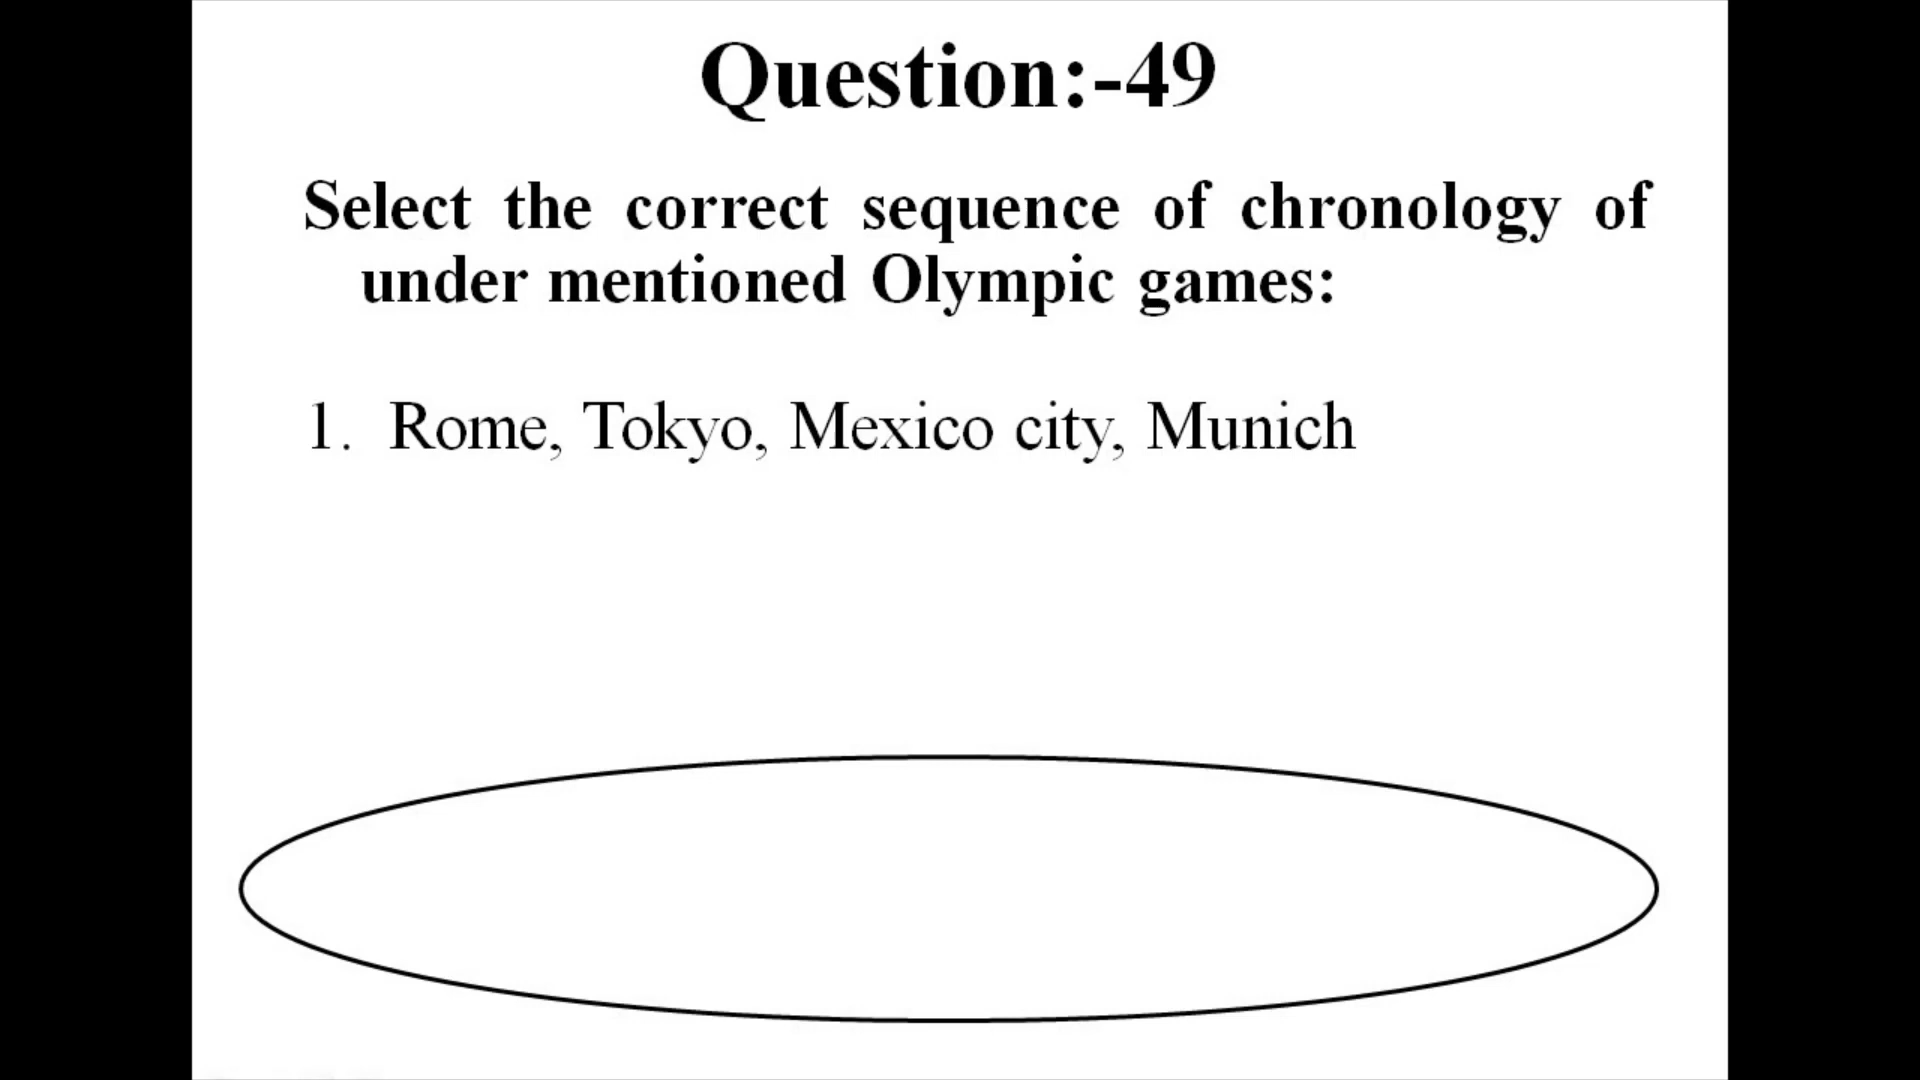 Question:-49
Select the correct sequence of chronology of
under mentioned Olympic games:
1. Rome, Tokyo, Mexico city, Munich